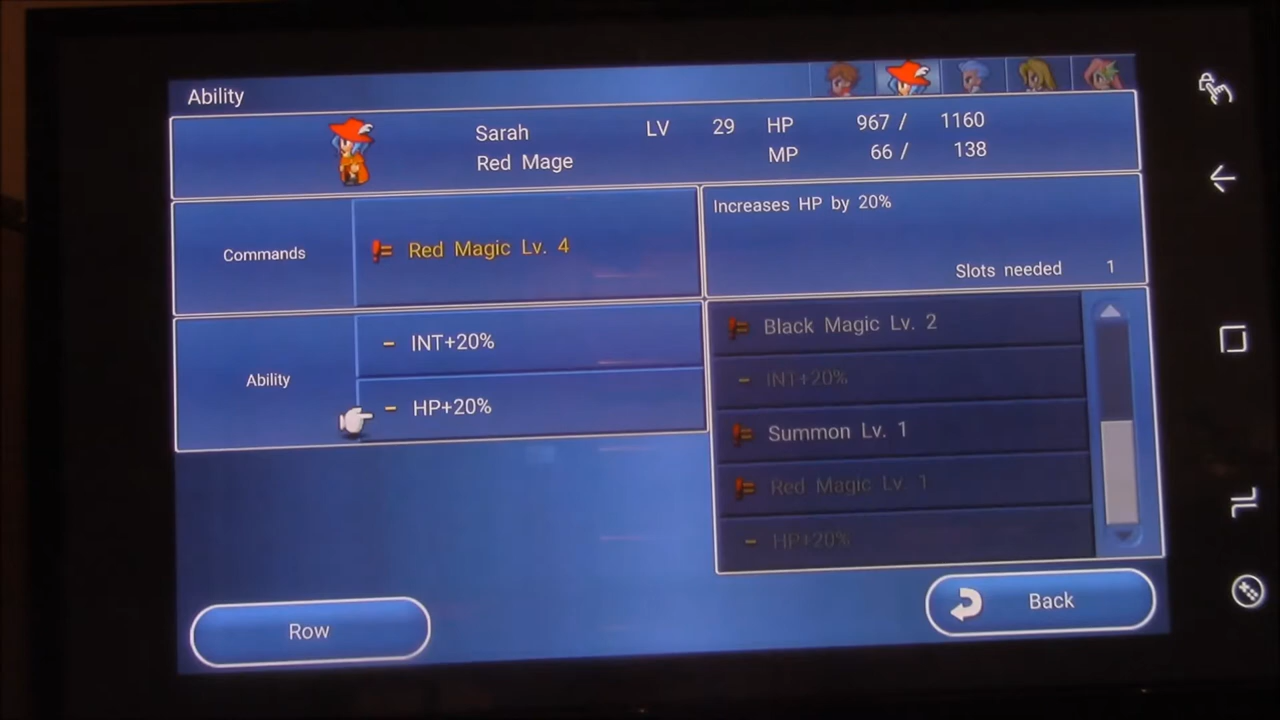 Ability
Sarah LV 29 HP 967 / 1160
Red Mage MP 66 / 138
Commands
Red Magic Lv. 4
Increases HP by 20%
Slots needed 1
Ability
INT+20%
HP+20%
Black Magic Lv. 2
INT+20%
Summon Lv. 1
Red Magic Lv. 1
HP+20%
Row
Back